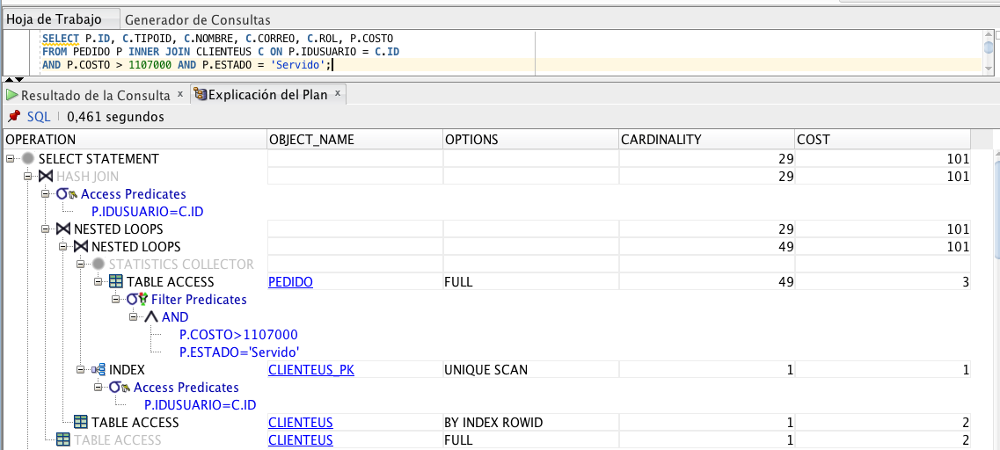 Hoja de Trabajo Generador de Consultas
SELECT P.ID, C.TIPOID, C.NOMBRE, C.CORREO, C.ROL, P.COSTO
FROM PEDIDO P INNER JOIN CLIENTEUS C ON P.IDUSUARIO = C.ID
AND P.COSTO > 1107000 AND P.ESTADO = 'Servido';
Resultado de la Consulta x Explicación del Plan x
SQL | 0,461 segundos
OPERATION OBJECT_NAME OPTIONS CARDINALITY COST
SELECT STATEMENT 29 101
HASH JOIN 29 101
Access Predicates
P.IDUSUARIO=C.ID
NESTED LOOPS 29 101
NESTED LOOPS 49 101
STATISTICS COLLECTOR
TABLE ACCESS PEDIDO FULL 49 3
Filter Predicates
AND
P.COSTO>1107000
P.ESTADO='Servido'
INDEX CLIENTEUS_PK UNIQUE SCAN 1 1
Access Predicates
P.IDUSUARIO=C.ID
TABLE ACCESS CLIENTEUS BY INDEX ROWID 1 2
TABLE ACCESS CLIENTEUS FULL 1 2